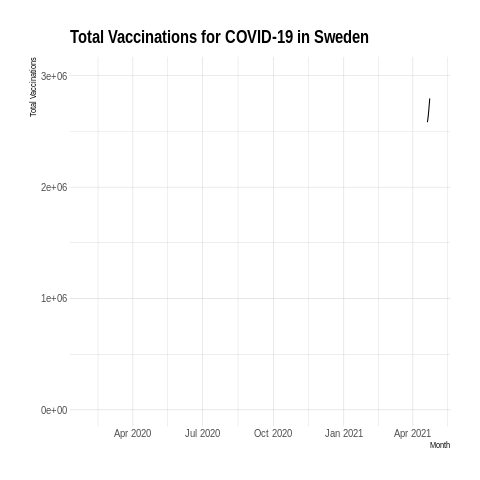 Total Vaccinations for COVID-19 in Sweden
Total Vaccinations
3e+06
2e+06
1e+06
0e+00
Apr 2020 Jul 2020 Oct 2020 Jan 2021 Apr 2021
Month